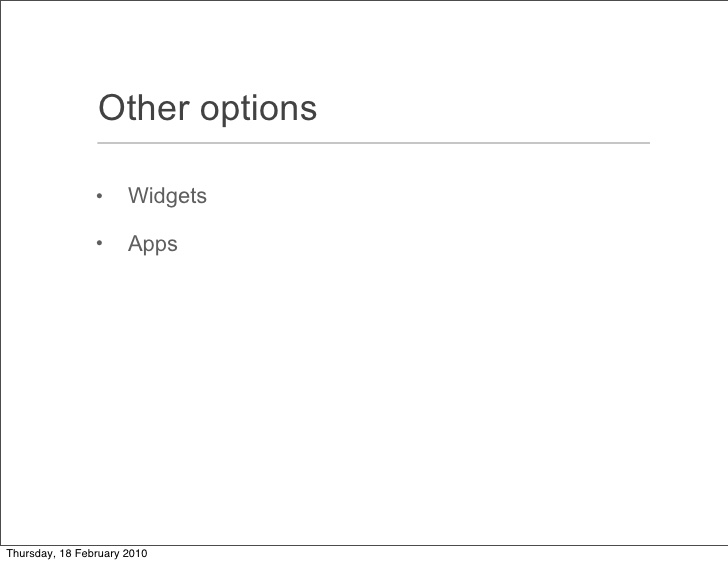 Other options
• Widgets
• Apps
Thursday, 18 February 2010